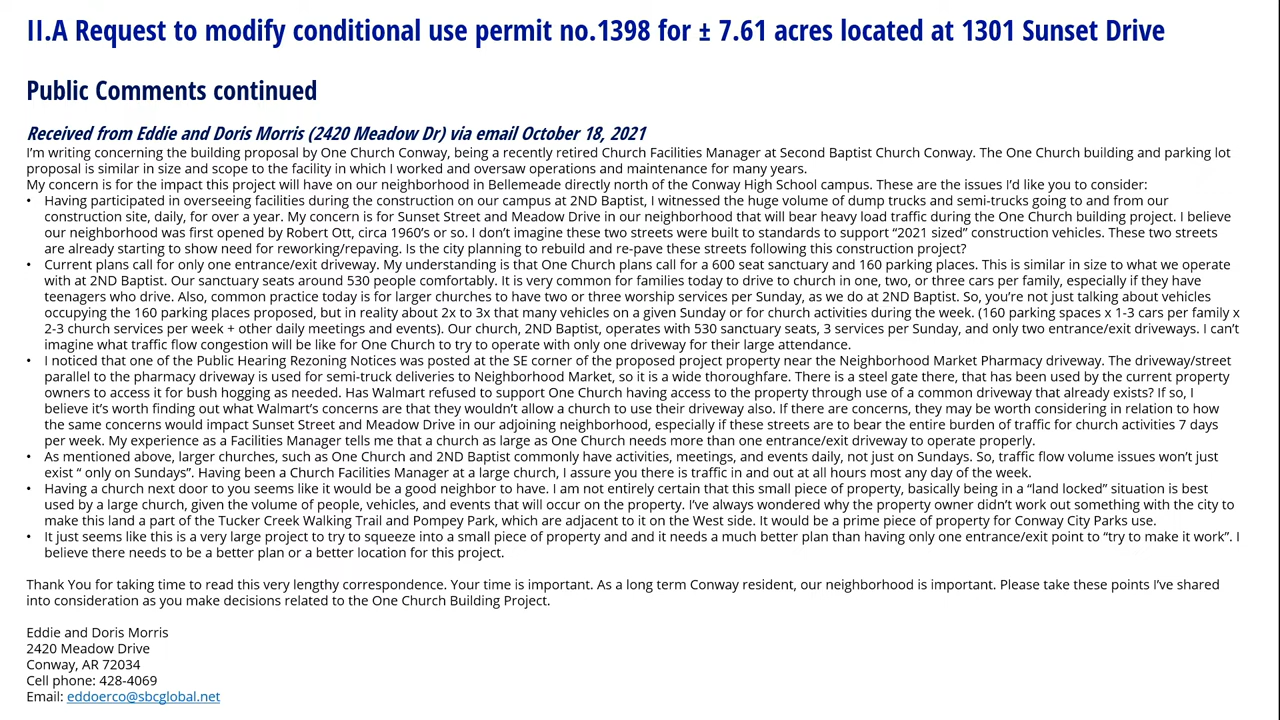 II.A Request to modify conditional use permit no.1398 for ± 7.61 acres located at 1301 Sunset Drive
Public Comments continued
Received from Eddie and Doris Morris (2420 Meadow Dr) via email October 18, 2021
I’m writing concerning the building proposal by One Church Conway, being a recently retired Church Facilities Manager at Second Baptist Church Conway. The One Church building and parking lot
proposal is similar in size and scope to the facility in which I worked and oversaw operations and maintenance for many years.
My concern is for the impact this project will have on our neighborhood in Bellemeade directly north of the Conway High School campus. These are the issues I’d like you to consider:
• Having participated in overseeing facilities during the construction on our campus at 2ND Baptist, I witnessed the huge volume of dump trucks and semi-trucks going to and from our
construction site, daily, for over a year. My concern is for Sunset Street and Meadow Drive in our neighborhood that will bear heavy load traffic during the One Church building project. I believe
our neighborhood was first opened by Robert Ott, circa 1960’s or so. I don’t imagine these two streets were built to standards to support “2021 sized” construction vehicles. These two streets
are already starting to show need for reworking/repaving. Is the city planning to rebuild and re-pave these streets following this construction project?
• Current plans call for only one entrance/exit driveway. My understanding is that One Church plans call for a 600 seat sanctuary and 160 parking places. This is similar in size to what we operate
with at 2ND Baptist. Our sanctuary seats around 530 people comfortably. It is very common for families today to drive to church in one, two, or three cars per family, especially if they have
teenagers who drive. Also, common practice today is for larger churches to have two or three worship services per Sunday, as we do at 2ND Baptist. So, you’re not just talking about vehicles
occupying the 160 parking places proposed, but in reality about 2x to 3x that many vehicles on a given Sunday or for church activities during the week. (160 parking spaces x 1-3 cars per family x
2-3 church services per week + other daily meetings and events). Our church, 2ND Baptist, operates with 530 sanctuary seats, 3 services per Sunday, and only two entrance/exit driveways. I can’t
imagine what traffic flow congestion will be like for One Church to try to operate with only one driveway for their large attendance.
• I noticed that one of the Public Hearing Rezoning Notices was posted at the SE corner of the proposed project property near the Neighborhood Market Pharmacy driveway. The driveway/street
parallel to the pharmacy driveway is used for semi-truck deliveries to Neighborhood Market, so it is a wide thoroughfare. There is a steel gate there, that has been used by the current property
owners to access it for bush hogging as needed. Has Walmart refused to support One Church having access to the property through use of a common driveway that already exists? If so, I
believe it’s worth finding out what Walmart’s concerns are that they wouldn’t allow a church to use their driveway also. If there are concerns, they may be worth considering in relation to how
the same concerns would impact Sunset Street and Meadow Drive in our adjoining neighborhood, especially if these streets are to bear the entire burden of traffic for church activities 7 days
per week. My experience as a Facilities Manager tells me that a church as large as One Church needs more than one entrance/exit driveway to operate properly.
• As mentioned above, larger churches, such as One Church and 2ND Baptist commonly have activities, meetings, and events daily, not just on Sundays. So, traffic flow volume issues won’t just
exist “ only on Sundays”. Having been a Church Facilities Manager at a large church, I assure you there is traffic in and out at all hours most any day of the week.
• Having a church next door to you seems like it would be a good neighbor to have. I am not entirely certain that this small piece of property, basically being in a “land locked” situation is best
used by a large church, given the volume of people, vehicles, and events that will occur on the property. I’ve always wondered why the property owner didn’t work out something with the city to
make this land a part of the Tucker Creek Walking Trail and Pompey Park, which are adjacent to it on the West side. It would be a prime piece of property for Conway City Parks use.
• It just seems like this is a very large project to try to squeeze into a small piece of property and and it needs a much better plan than having only one entrance/exit point to “try to make it work”. I
believe there needs to be a better plan or a better location for this project.
Thank You for taking time to read this very lengthy correspondence. Your time is important. As a long term Conway resident, our neighborhood is important. Please take these points I’ve shared
into consideration as you make decisions related to the One Church Building Project.
Eddie and Doris Morris
2420 Meadow Drive
Conway, AR 72034
Cell phone: 428-4069
Email: eddoerco@sbcglobal.net